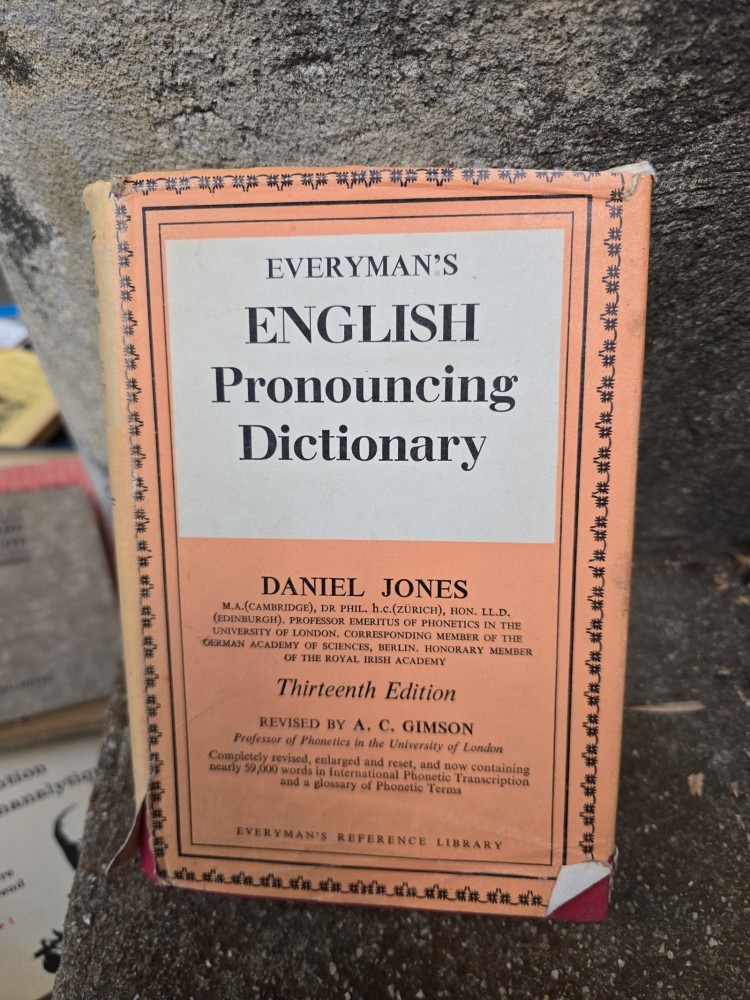 EVERYMAN'S
ENGLISH
Pronouncing
Dictionary
DANIEL JONES
M.A.(CAMBRIDGE), DR PHIL. h.c.(ZÜRICH), HON. LL.D.
(EDINBURGH). PROFESSOR EMERITUS OF PHONETICS IN THE
UNIVERSITY OF LONDON. CORRESPONDING MEMBER OF THE
GERMAN ACADEMY OF SCIENCES, BERLIN. HONORARY MEMBER
OF THE ROYAL IRISH ACADEMY
Thirteenth Edition
REVISED BY A. C. GIMSON
Professor of Phonetics in the University of London
Completely revised, enlarged and reset, and now containing
nearly 59,000 words in International Phonetic Transcription
and a glossary of Phonetic Terms
EVERYMAN'S REFERENCE LIBRARY